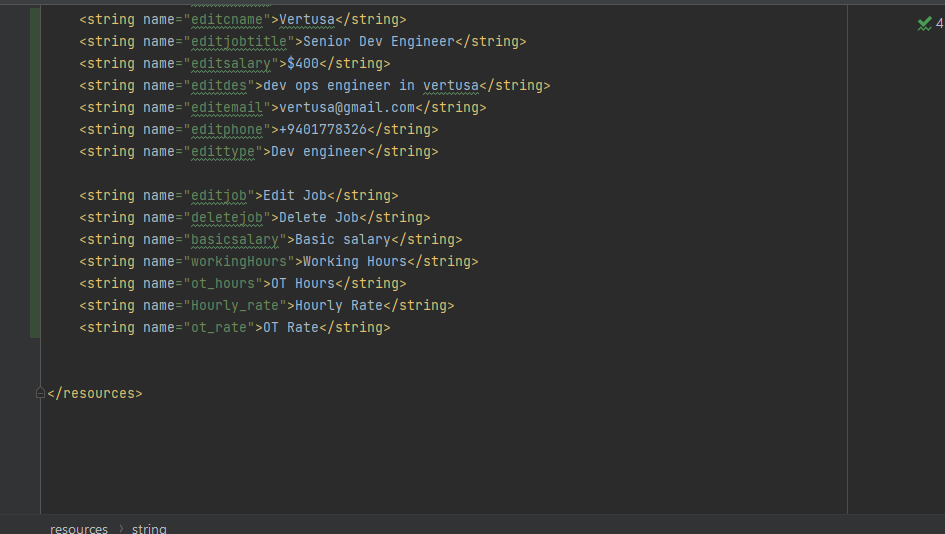 <string name="editcname">Vertusa</string>
<string name="editjobtitle">Senior Dev Engineer</string>
<string name="editsalary">$400</string>
<string name="editdes">dev ops engineer in vertusa</string>
<string name="editemail">vertusa@gmail.com</string>
<string name="editphone">+9401778326</string>
<string name="edittype">Dev engineer</string>
<string name="editjob">Edit Job</string>
<string name="deletejob">Delete Job</string>
<string name="basicsalary">Basic salary</string>
<string name="workingHours">Working Hours</string>
<string name="ot_hours">OT Hours</string>
<string name="Hourly_rate">Hourly Rate</string>
<string name="ot_rate">OT Rate</string>
</resources>
4
resources > string